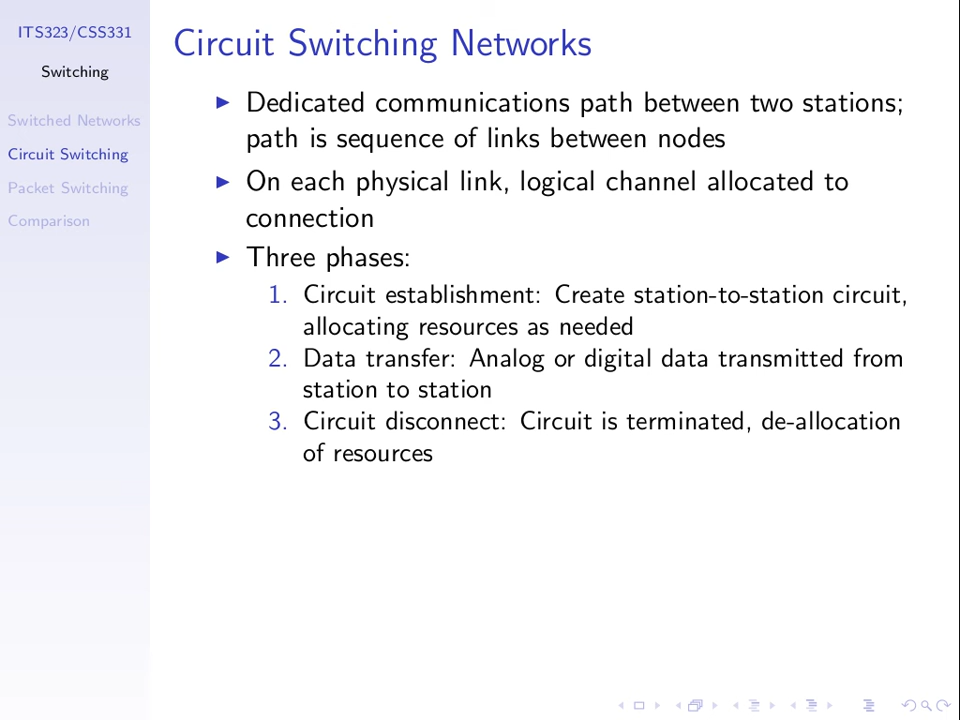 ITS323/CSS331
Switching
Switched Networks
Circuit Switching
Packet Switching
Comparison
Circuit Switching Networks
Dedicated communications path between two stations;
path is sequence of links between nodes
On each physical link, logical channel allocated to
connection
Three phases:
1. Circuit establishment: Create station-to-station circuit,
allocating resources as needed
2. Data transfer: Analog or digital data transmitted from
station to station
3. Circuit disconnect: Circuit is terminated, de-allocation
of resources